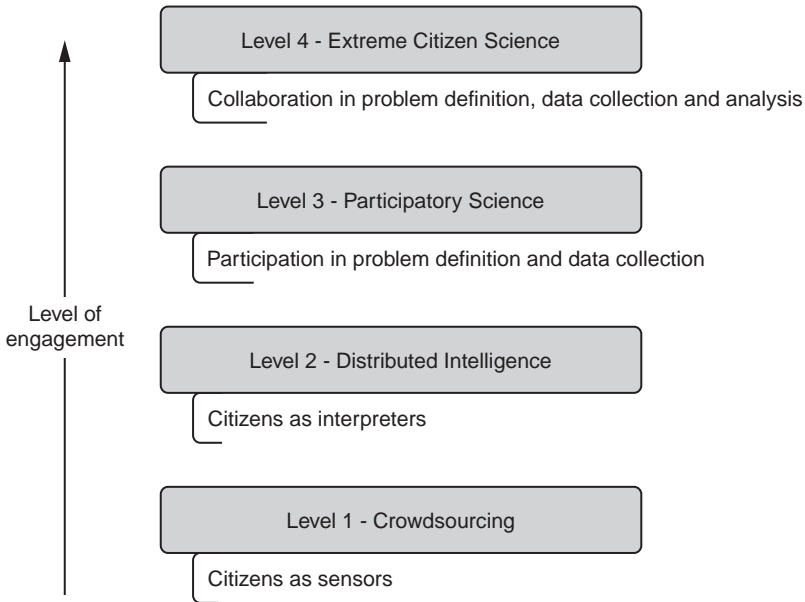 Level 4 - Extreme Citizen Science
Collaboration in problem definition, data collection and analysis
Level 3 - Participatory Science
Participation in problem definition and data collection
Level of
engagement
Level 2 - Distributed Intelligence
Citizens as interpreters
Level 1 - Crowdsourcing
Citizens as sensors